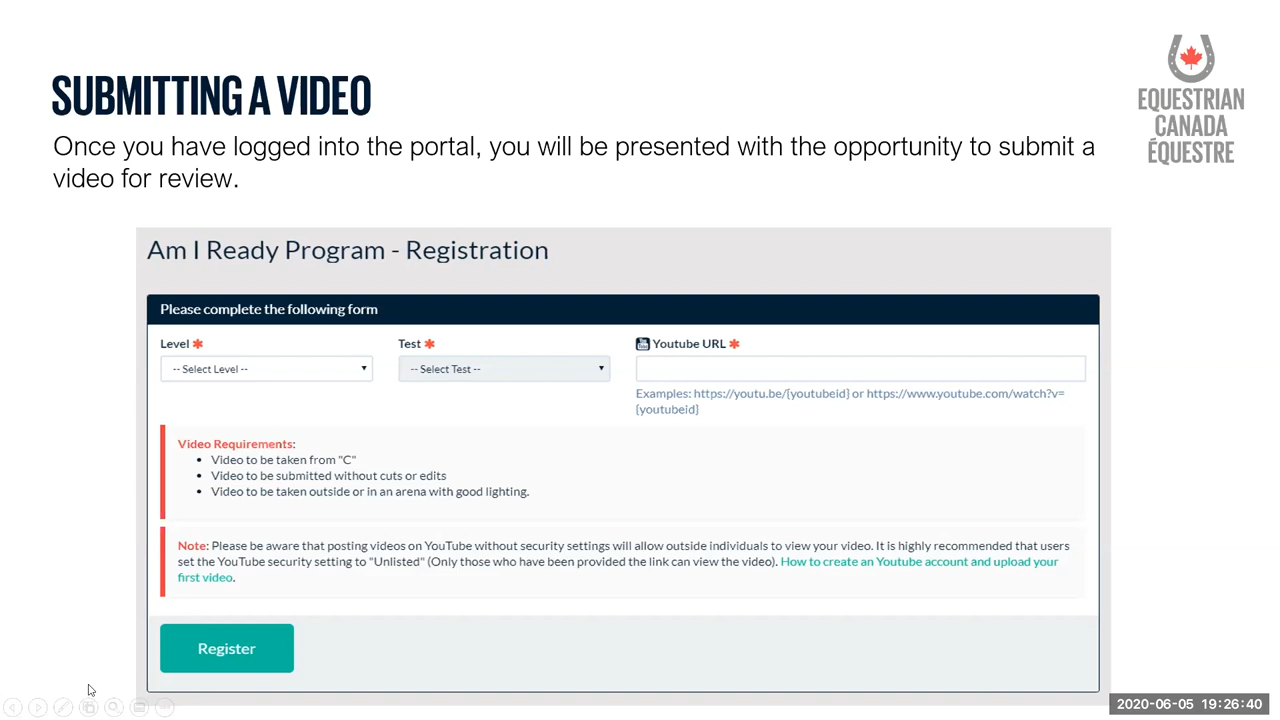 SUBMITTING A VIDEO
Once you have logged into the portal, you will be presented with the opportunity to submit a
video for review.
EQUESTRIAN
CANADA
ÉQUESTRE
Am I Ready Program - Registration
Please complete the following form
Level *
Test *
Youtube URL *
-- Select Level --
-- Select Test --
Examples: https://youtu.be/{youtubeid} or https://www.youtube.com/watch?v=
{youtubeid}
Video Requirements:
• Video to be taken from "C"
• Video to be submitted without cuts or edits
• Video to be taken outside or in an arena with good lighting.
Note: Please be aware that posting videos on YouTube without security settings will allow outside individuals to view your video. It is highly recommended that users
set the YouTube security setting to "Unlisted" (Only those who have been provided the link can view the video). How to create an Youtube account and upload your
first video.
Register
2020-06-05 19:26:40